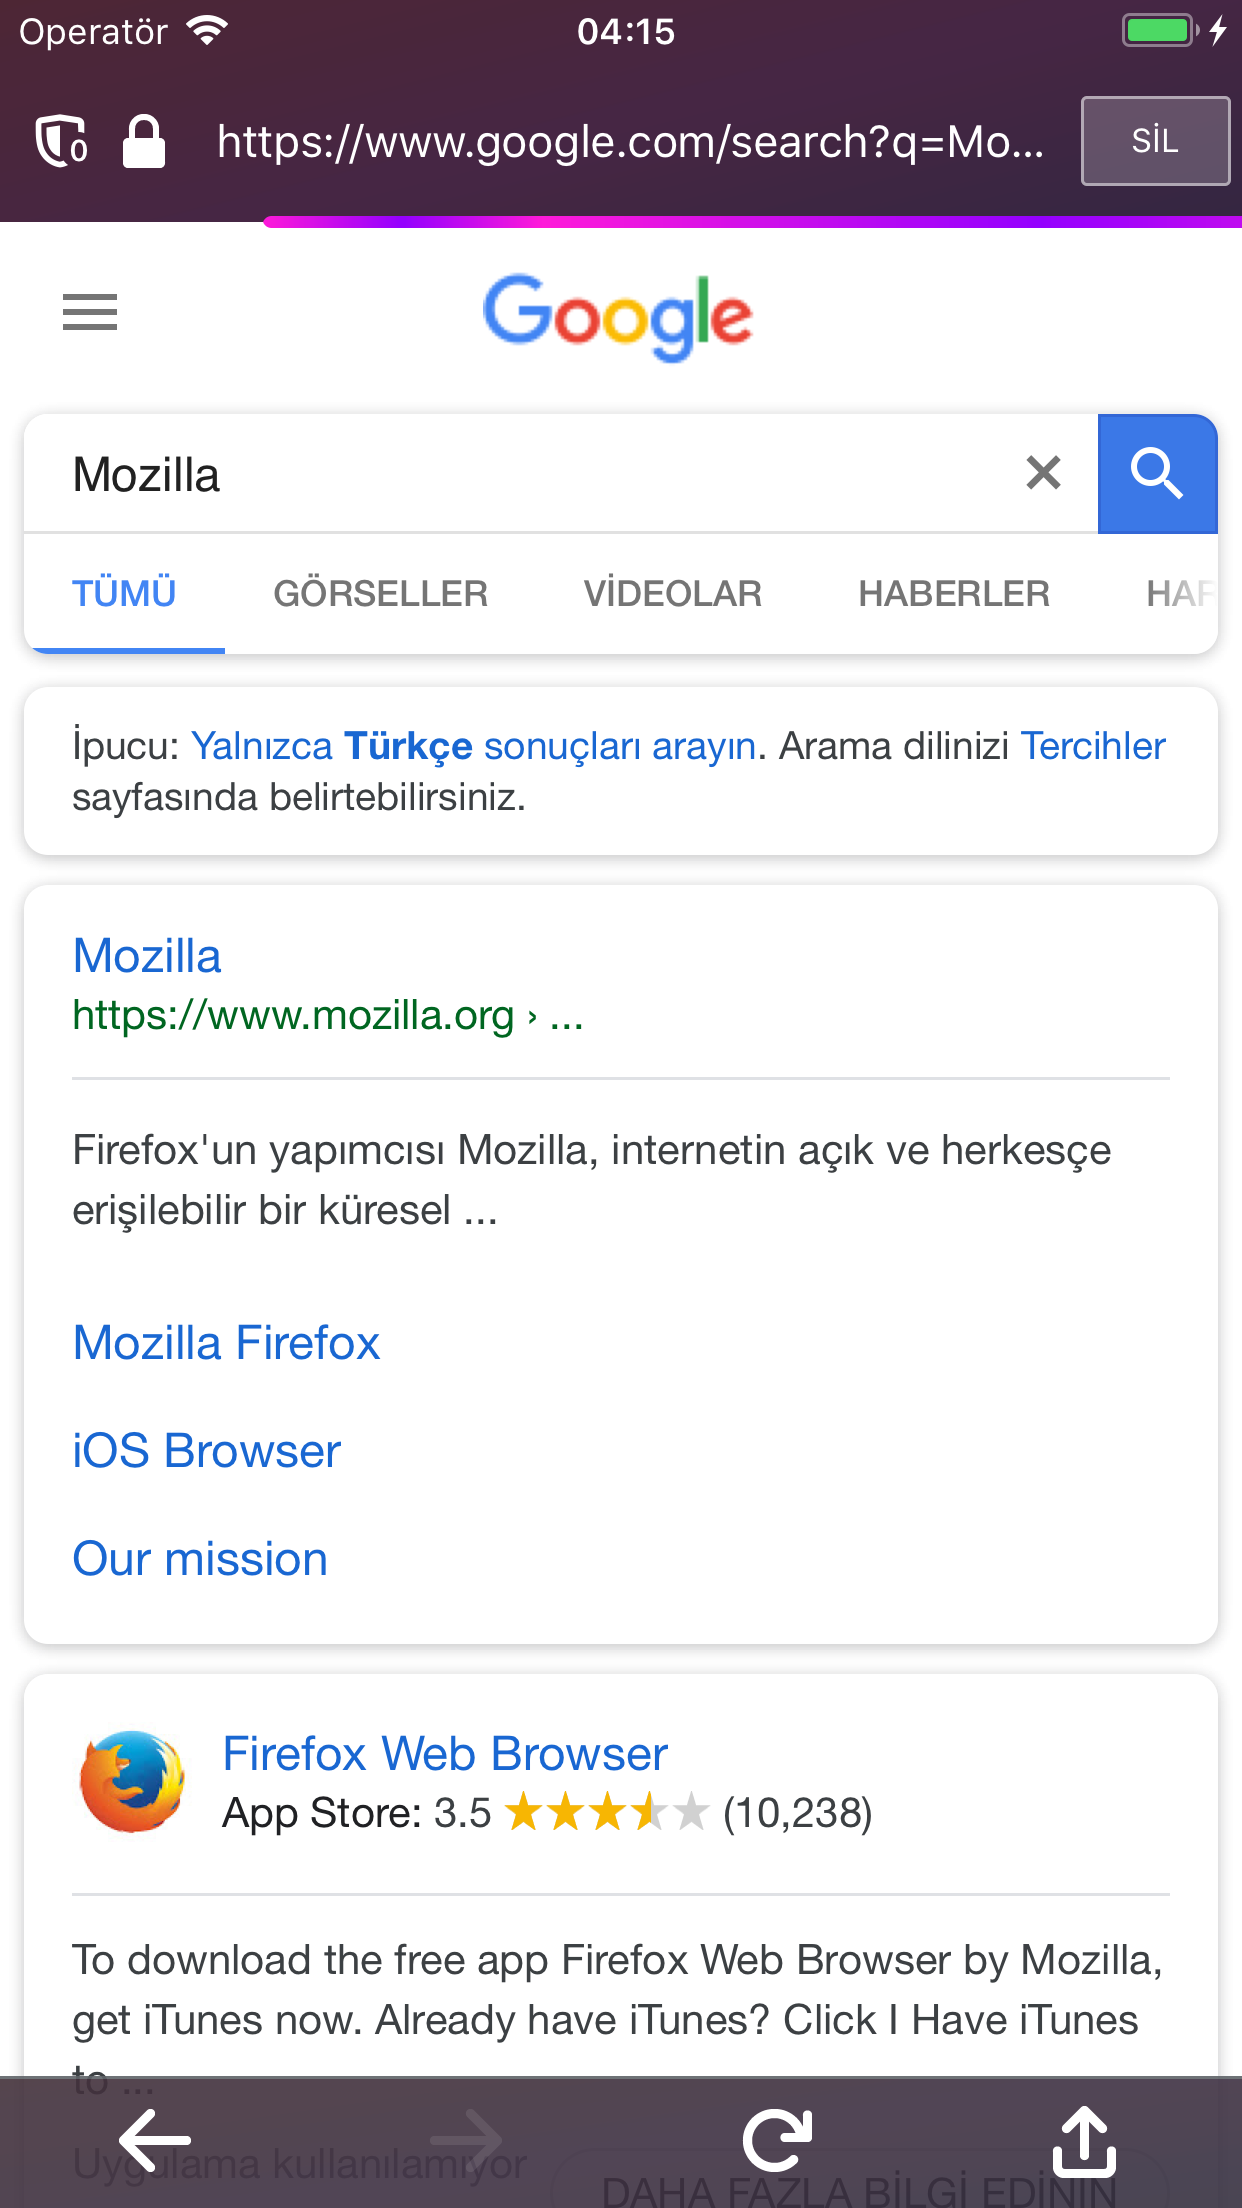 Operatör 04:15
0 https://www.google.com/search?q=Mo... SİL
Google
Mozilla
TÜMÜ GÖRSELLER VİDEOLAR HABERLER HAR
İpucu: Yalnızca Türkçe sonuçları arayın. Arama dilinizi Tercihler
sayfasında belirtebilirsiniz.
Mozilla
https://www.mozilla.org › ...
Firefox'un yapımcısı Mozilla, internetin açık ve herkesçe
erişilebilir bir küresel ...
Mozilla Firefox
iOS Browser
Our mission
Firefox Web Browser
App Store: 3.5 (10,238)
To download the free app Firefox Web Browser by Mozilla,
get iTunes now. Already have iTunes? Click I Have iTunes
to ...
Uygulama kullanılamıyor
DAHA FAZLA BİLGİ EDİNİN